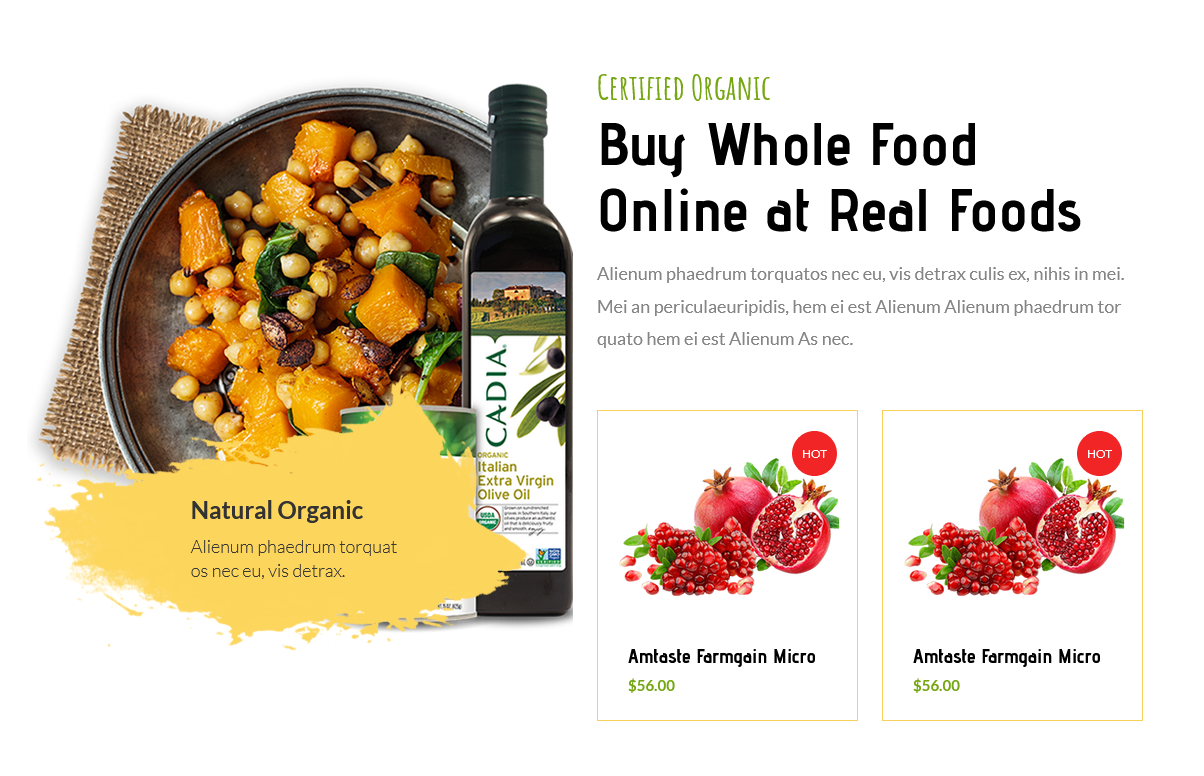 Certified Organic
Buy Whole Food
Online at Real Foods
Alienum phaedrum torquatos nec eu, vis detrax culis ex, nihis in mei.
Mei an periculaeuripidis, hem ei est Alienum Alienum phaedrum tor
quato hem ei est Alienum As nec.
CADIA
ORGANIC
Italian
Extra Virgin
Olive Oil
USDA
ORGANIC
Natural Organic
Alienum phaedrum torquat
os nec eu, vis detrax.
HOT
Amtaste Farmgain Micro
$56.00
HOT
Amtaste Farmgain Micro
$56.00